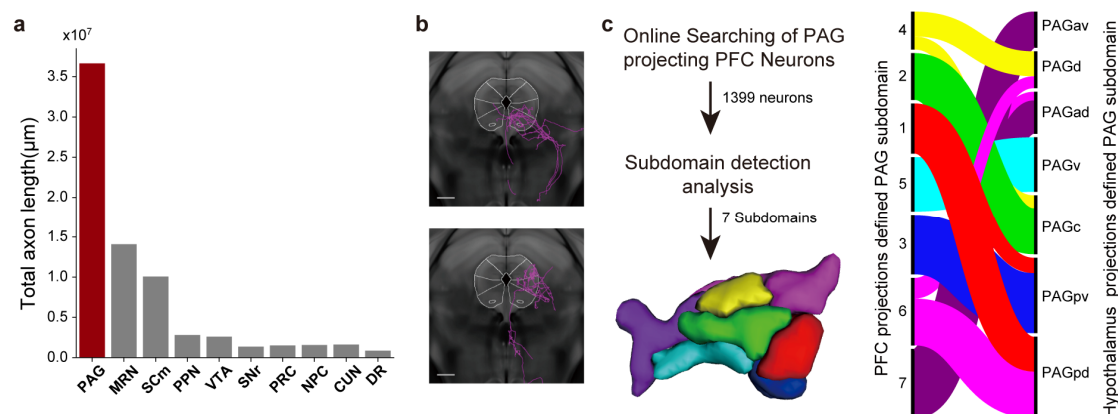 a
x10⁷
Total axon length(μm)
3.5
3.0
2.5
2.0
1.5
1.0
0.5
0.0
PAG
MRN
SCm
PPN
VTA
SNr
PRC
NPC
CUN
DR
b
c
Online Searching of PAG
projecting PFC Neurons
1399 neurons
Subdomain detection
analysis
7 Subdomains
PFC projections defined PAG subdomain
4
2
1
5
3
6
7
PAGav
PAGd
PAGad
PAGv
PAGc
PAGpv
PAGpd
Hypothalamus projections defined PAG subdomain